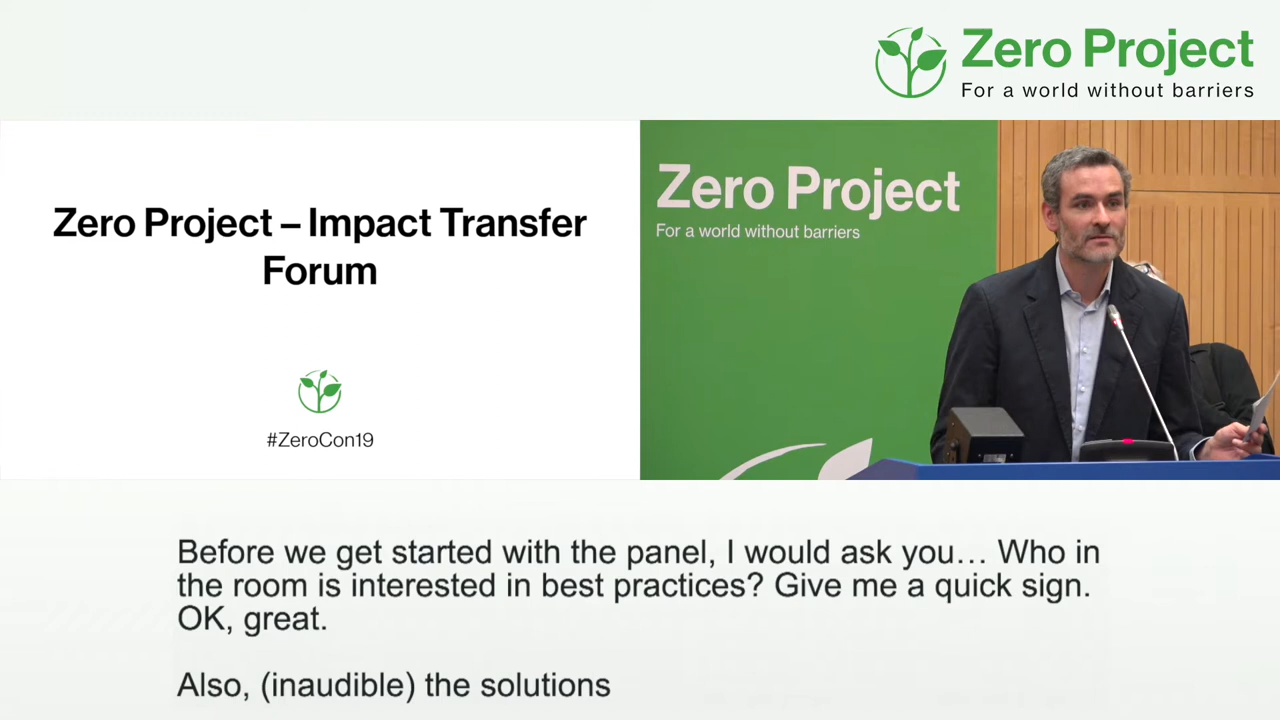 Zero Project
For a world without barriers
Zero Project – Impact Transfer
Forum
#ZeroCon19
Zero Project
For a world without barriers
Before we get started with the panel, I would ask you… Who in
the room is interested in best practices? Give me a quick sign.
OK, great.
Also, (inaudible) the solutions